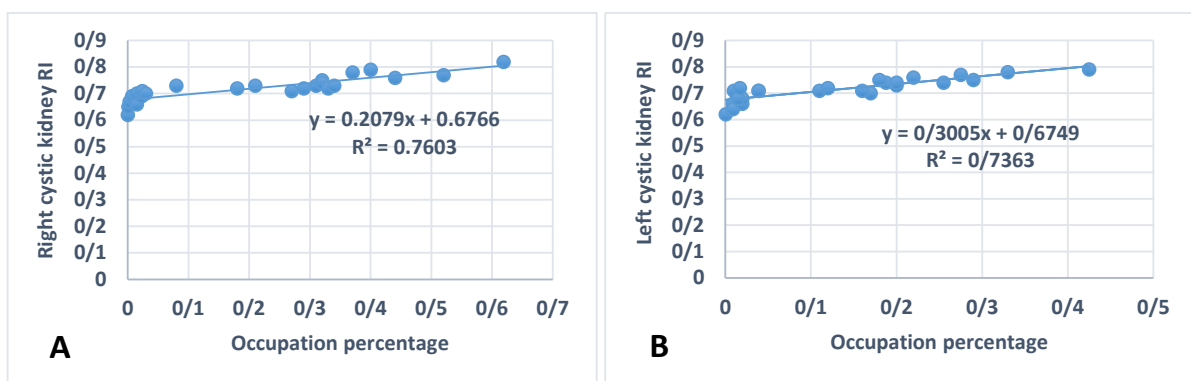 Right cystic kidney RI
0/9
0/8
0/7
0/6
0/5
0/4
0/3
0/2
0/1
0
y = 0.2079x + 0.6766
R² = 0.7603
0 0/1 0/2 0/3 0/4 0/5 0/6 0/7
Occupation percentage
A
Left cystic kidney RI
0/9
0/8
0/7
0/6
0/5
0/4
0/3
0/2
0/1
0
y = 0/3005x + 0/6749
R² = 0/7363
0 0/1 0/2 0/3 0/4 0/5
Occupation percentage
B